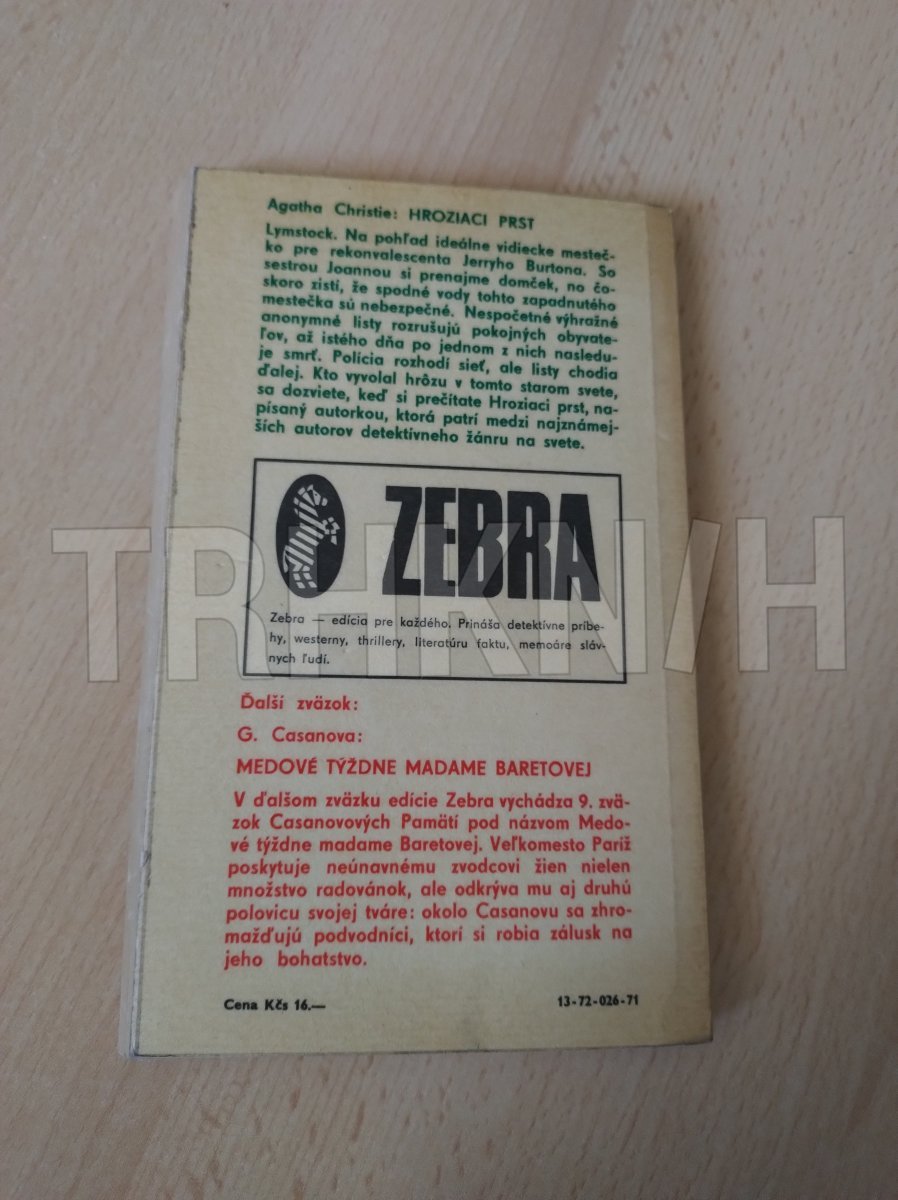 Agatha Christie: HROZIACI PRST
Lymstock. Na pohľad ideálne vidiecke mesteč-
ko pre rekonvalescenta Jerryho Burtona. So
sestrou Joannou si prenajme domček, no čo-
skoro zistí, že spodné vody tohto zapadnutého
mestečka sú nebezpečné. Nespočetné výhražné
anonymné listy rozrušujú pokojných obyvate-
ľov, až istého dňa po jednom z nich nasledu-
je smrť. Polícia rozhodí sieť, ale listy chodia
ďalej. Kto vyvolal hrôzu v tomto starom svete,
sa dozviete, keď si prečítate Hroziaci prst, na-
písaný autorkou, ktorá patrí medzi najznámej-
ších autorov detektívneho žánru na svete.
ZEBRA
TRHKNIH
Zebra — edícia pre každého. Prináša detektívne príbe-
hy, westerny, thrillery, literatúru faktu, memoáre sláv-
nych ľudí.
Ďalší zväzok:
G. Casanova:
MEDOVÉ TÝŽDNE MADAME BARETOVEJ
V ďalšom zväzku edície Zebra vychádza 9. zvä-
zok Casanovových Pamätí pod názvom Medo-
vé týždne madame Baretovej. Veľkomesto Paríž
poskytuje neúnavnému zvodcovi žien nielen
množstvo radovánok, ale odkrýva mu aj druhú
polovicu svojej tváre: okolo Casanovu sa zhro-
mažďujú podvodníci, ktorí si robia zálusk na
jeho bohatstvo.
Cena Kčs 16.—
13-72-026-71